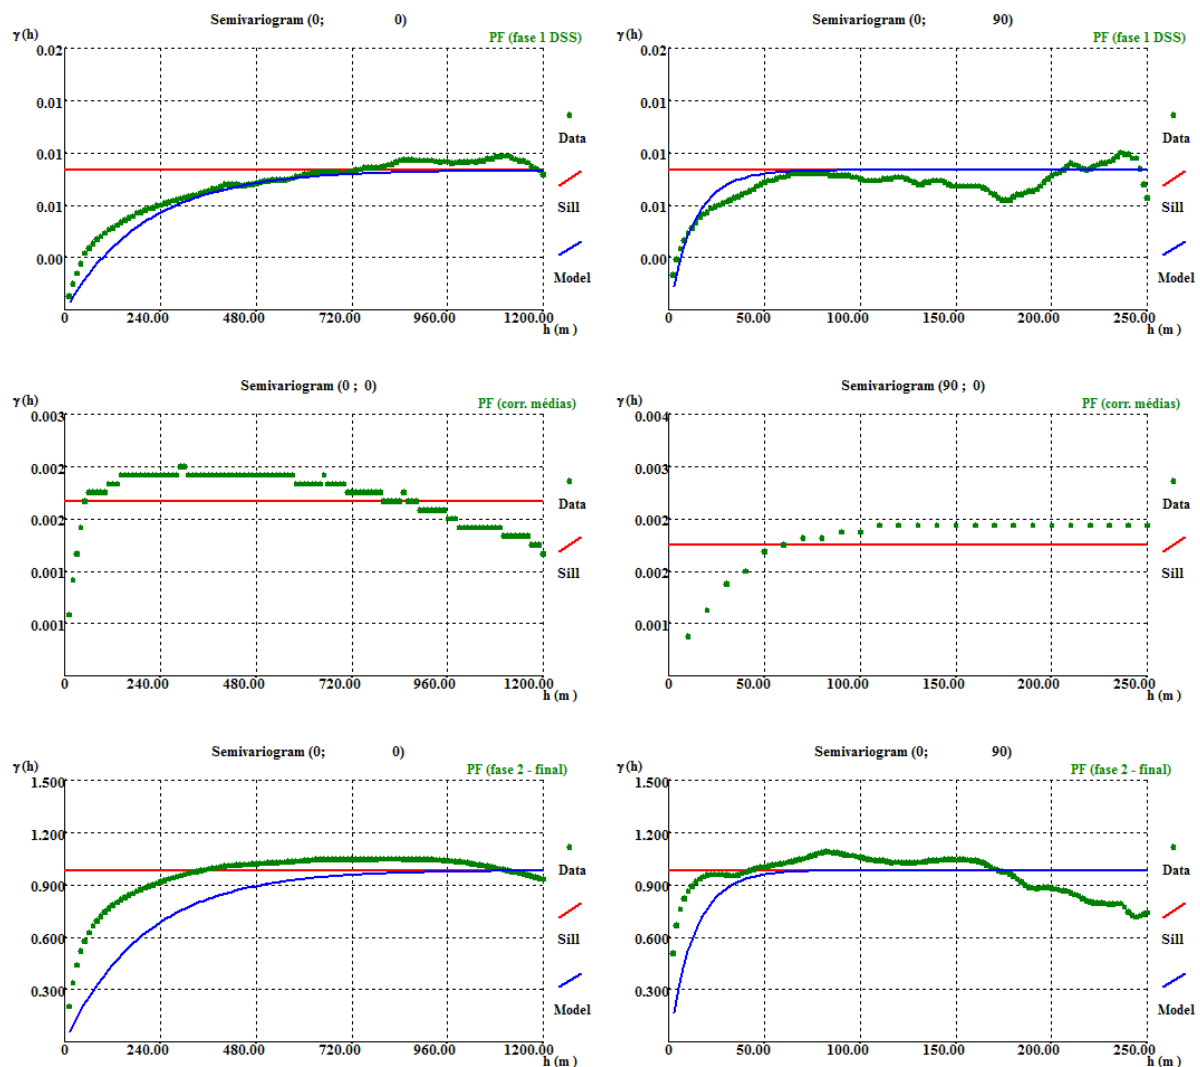 Semivariogram (0; 0)
γ (h)
PF (fase 1 DSS)
0.02
0.01
0.01
0.01
0.00
0 240.00 480.00 720.00 960.00 1200.00
h (m )
Data
Sill
Model
Semivariogram (0; 90)
γ (h)
PF (fase 1 DSS)
0.02
0.01
0.01
0.01
0.00
0 50.00 100.00 150.00 200.00 250.00
h (m )
Data
Sill
Model
Semivariogram (0 ; 0)
γ (h)
PF (corr. médias)
0.003
0.002
0.002
0.001
0.001
0 240.00 480.00 720.00 960.00 1200.00
h (m )
Data
Sill
Semivariogram (90 ; 0)
γ (h)
PF (corr. médias)
0.004
0.003
0.002
0.002
0.001
0 50.00 100.00 150.00 200.00 250.00
h (m )
Data
Sill
Semivariogram (0; 0)
γ (h)
PF (fase 2 - final)
1.500
1.200
0.900
0.600
0.300
0 240.00 480.00 720.00 960.00 1200.00
h (m )
Data
Sill
Model
Semivariogram (0; 90)
γ (h)
PF (fase 2 - final)
1.500
1.200
0.900
0.600
0.300
0 50.00 100.00 150.00 200.00 250.00
h (m )
Data
Sill
Model